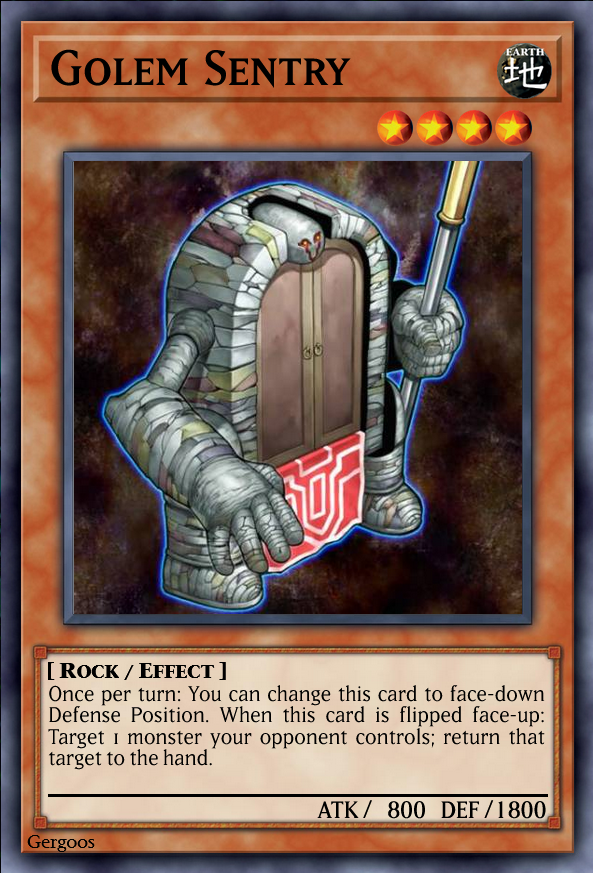 Golem Sentry
EARTH
地
[ Rock / Effect ]
Once per turn: You can change this card to face-down
Defense Position. When this card is flipped face-up:
Target 1 monster your opponent controls; return that
target to the hand.
ATK / 800 DEF /1800
Gergoos